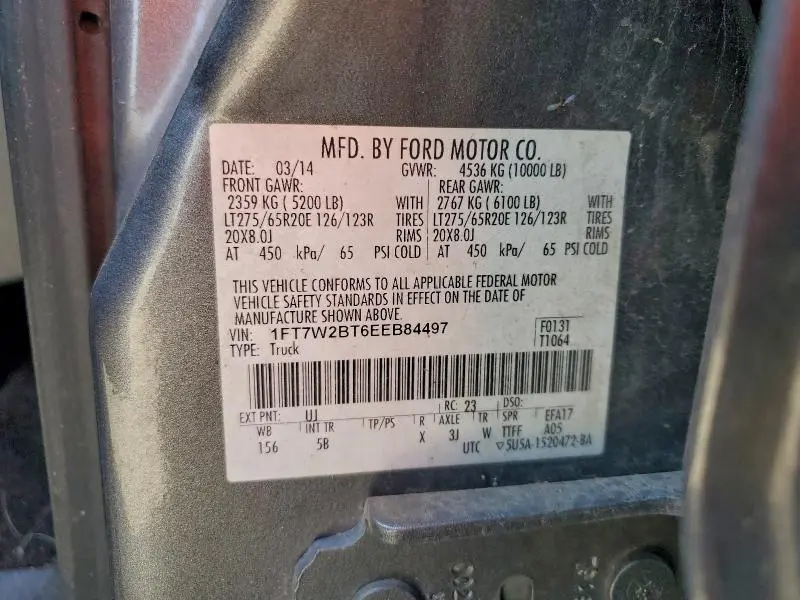 MFD. BY FORD MOTOR CO.
DATE: 03/14 GVWR: 4536 KG (10000 LB)
FRONT GAWR: REAR GAWR:
2359 KG ( 5200 LB) WITH 2767 KG ( 6100 LB) WITH
LT275/65R20E 126/123R TIRES LT275/65R20E 126/123R TIRES
20X8.0J RIMS 20X8.0J RIMS
AT 450 kPa/ 65 PSI COLD AT 450 kPa/ 65 PSI COLD
THIS VEHICLE CONFORMS TO ALL APPLICABLE FEDERAL MOTOR
VEHICLE SAFETY STANDARDS IN EFFECT ON THE DATE OF
MANUFACTURE SHOWN ABOVE.
VIN: 1FT7W2BT6EEB84497 F0131
TYPE: Truck T1064
EXT PNT: UJ RC: 23 DSO:
WB INT TR TP/PS R AXLE TR SPR EFA17
156 5B X 3J W TTFF A05
UTC ▽5U5A-1520472-BA